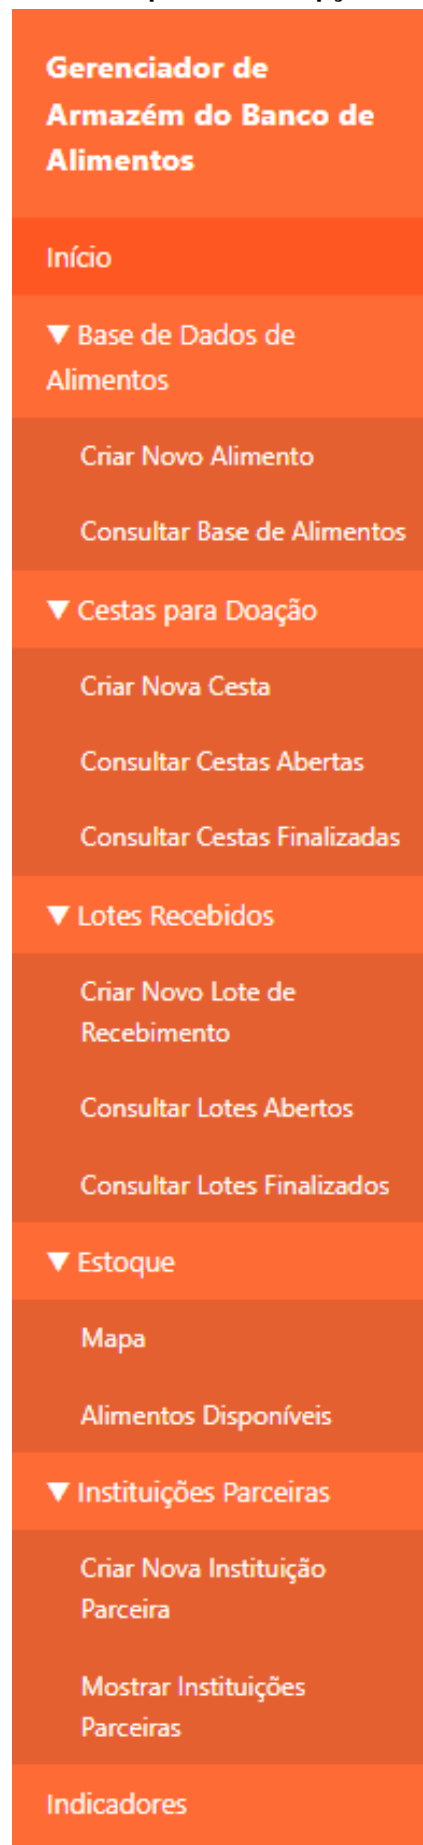 Gerenciador de
Armazém do Banco de
Alimentos
Início
▼ Base de Dados de
Alimentos
Criar Novo Alimento
Consultar Base de Alimentos
▼ Cestas para Doação
Criar Nova Cesta
Consultar Cestas Abertas
Consultar Cestas Finalizadas
▼ Lotes Recebidos
Criar Novo Lote de
Recebimento
Consultar Lotes Abertos
Consultar Lotes Finalizados
▼ Estoque
Mapa
Alimentos Disponíveis
▼ Instituições Parceiras
Criar Nova Instituição
Parceira
Mostrar Instituições
Parceiras
Indicadores